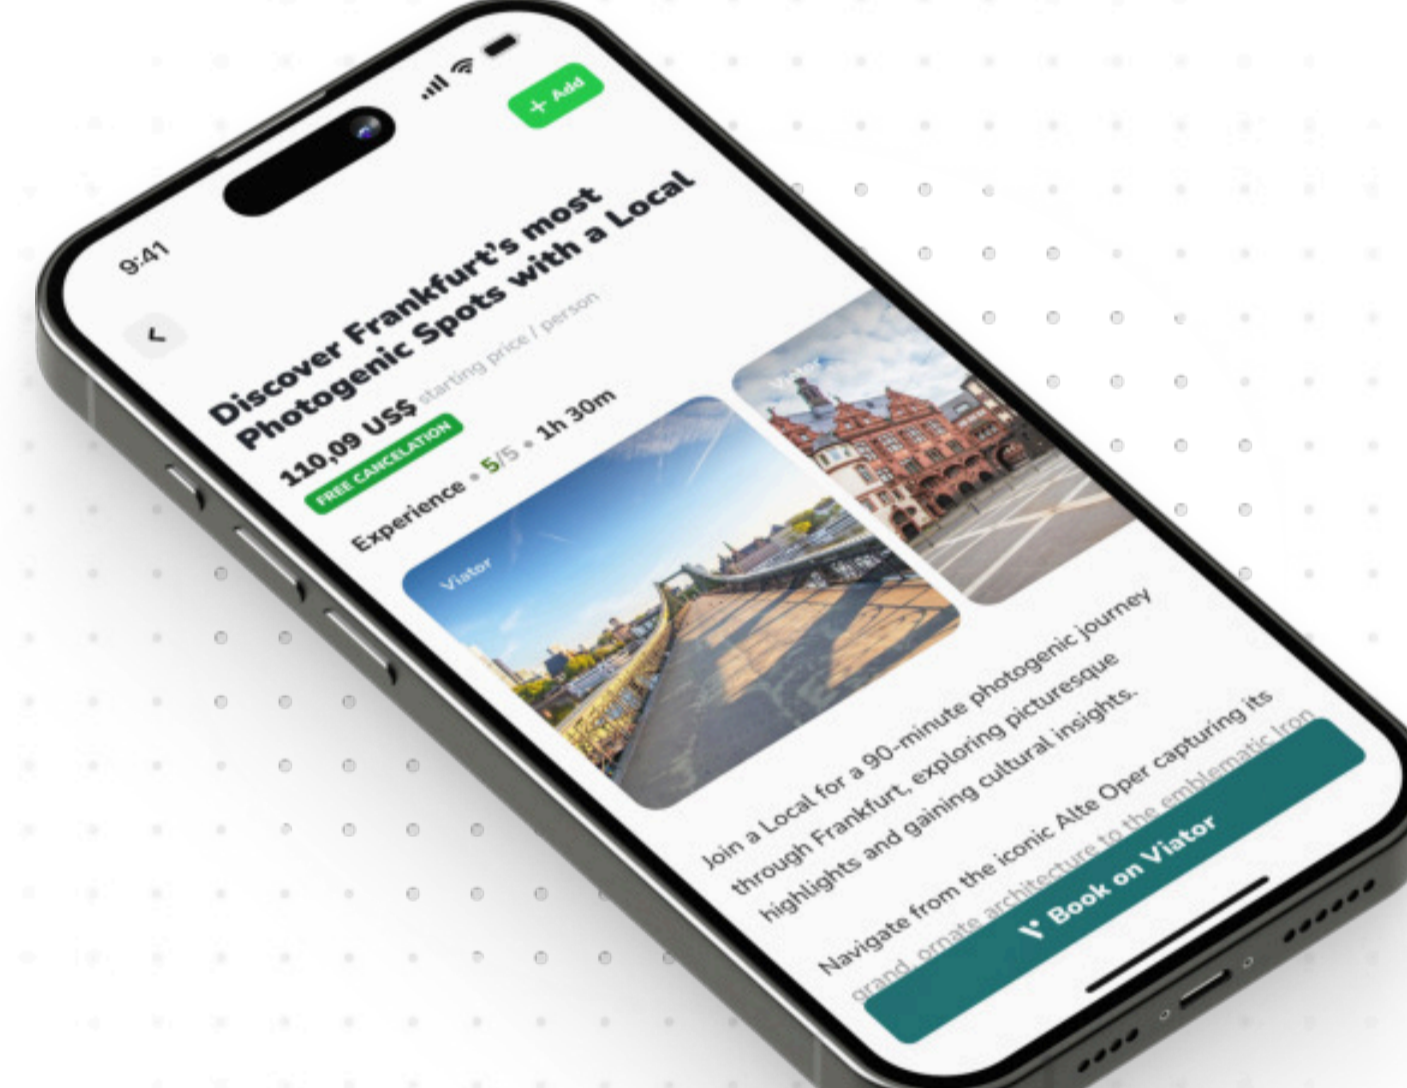 9:41
+ Add
Discover Frankfurt's most
Photogenic Spots with a Local
110,09 US$ starting price / person
FREE CANCELATION
Experience • 5/5 • 1h 30m
Viator
Viator
Join a Local for a 90-minute photogenic journey
through Frankfurt, exploring picturesque
highlights and gaining cultural insights.
Navigate from the iconic Alte Oper capturing its
grand, ornate architecture to the emblematic Iron
Book on Viator